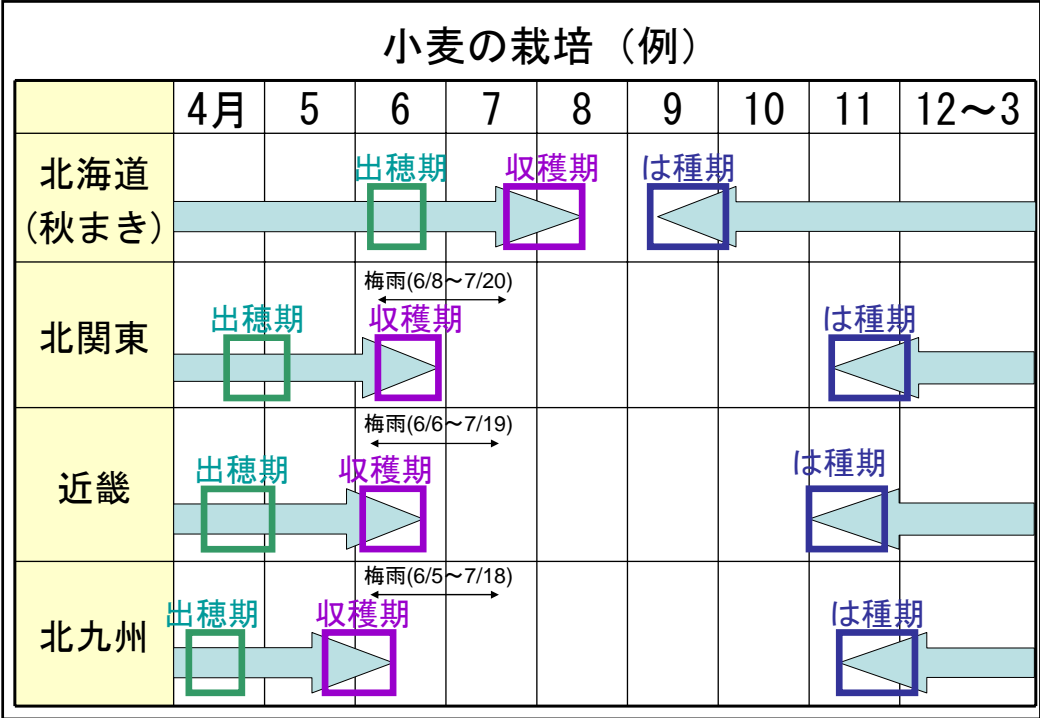 小麦の栽培（例）
4月 5 6 7 8 9 10 11 12～3
北海道
(秋まき)
出穂期 収穫期 は種期
梅雨(6/8～7/20)
北関東
出穂期 収穫期 は種期
梅雨(6/6～7/19)
近畿
出穂期 収穫期 は種期
梅雨(6/5～7/18)
北九州
出穂期 収穫期 は種期